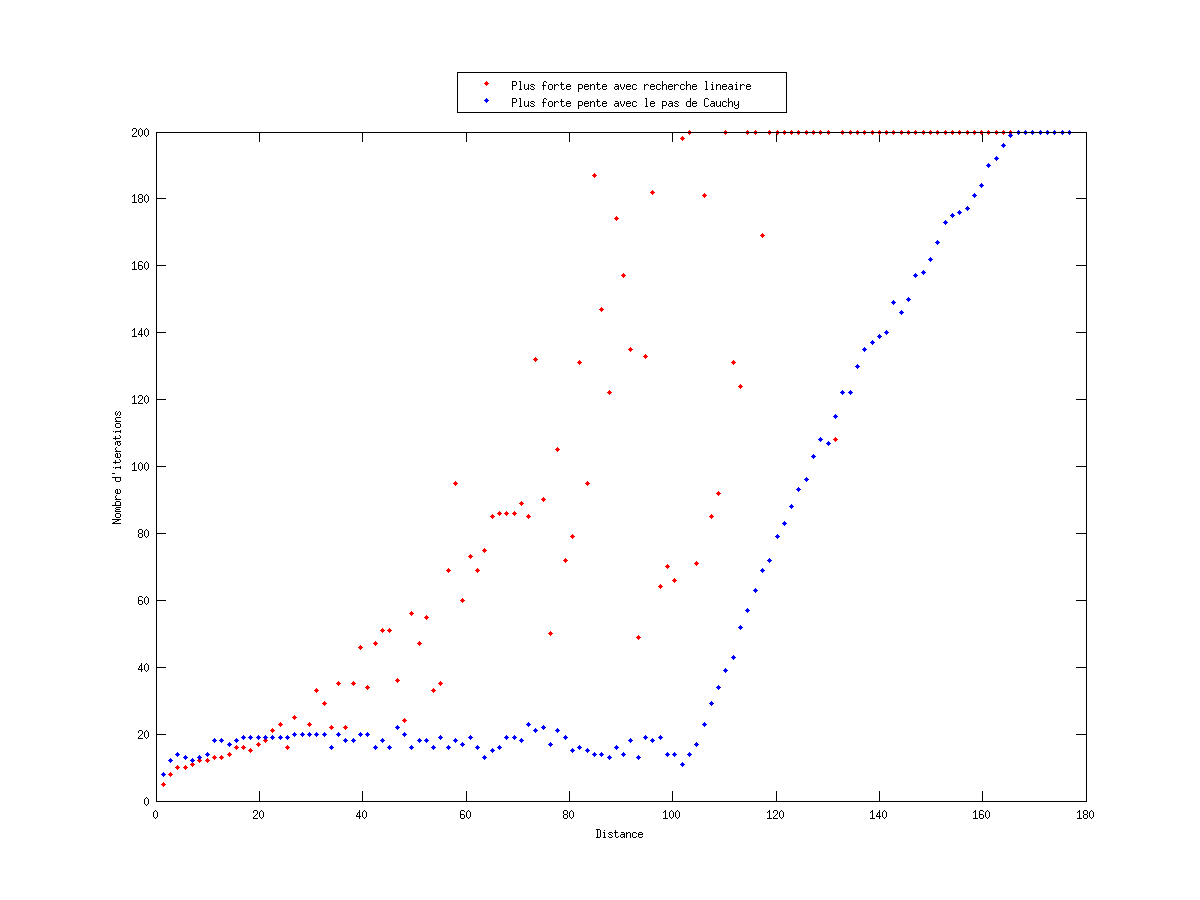 Plus forte pente avec recherche lineaire
Plus forte pente avec le pas de Cauchy
200
180
160
140
120
100
80
60
40
20
0
Nombre d'iterations
0 20 40 60 80 100 120 140 160 180
Distance